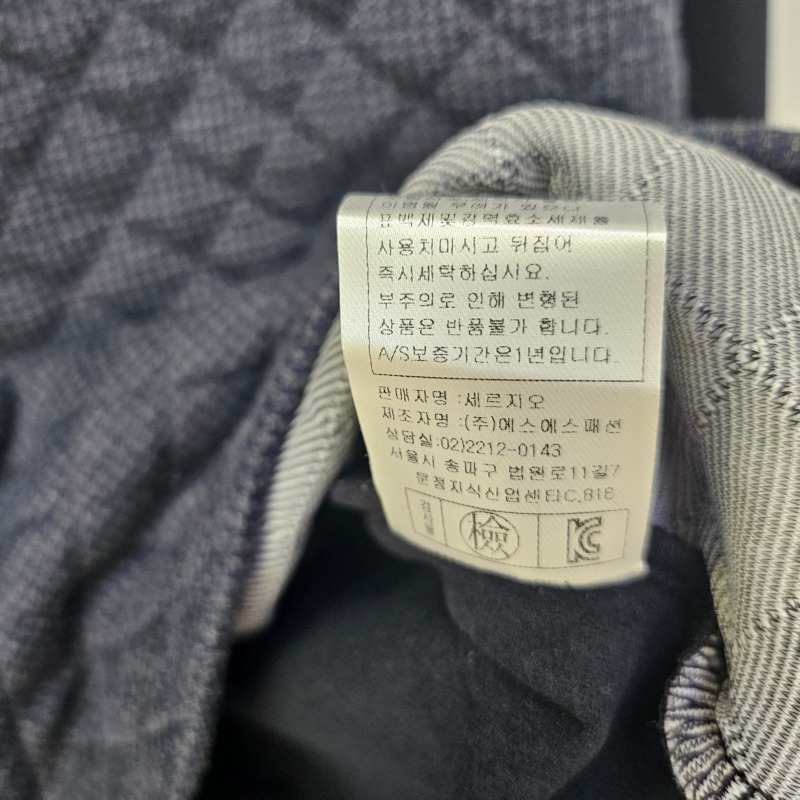 표백제및강력효소세제를
사용치마시고 뒤집어
즉시세탁하십시요.
부주의로 인해 변형된
상품은 반품불가 합니다.
A/S보증기간은1년입니다.
판매자명 :세르지오
제조자명 :(주)에스에스패션
상담실:02)2212-0143
서울시 송파구 법원로11길7
문정지식산업센터C,816
검사필
檢
KC